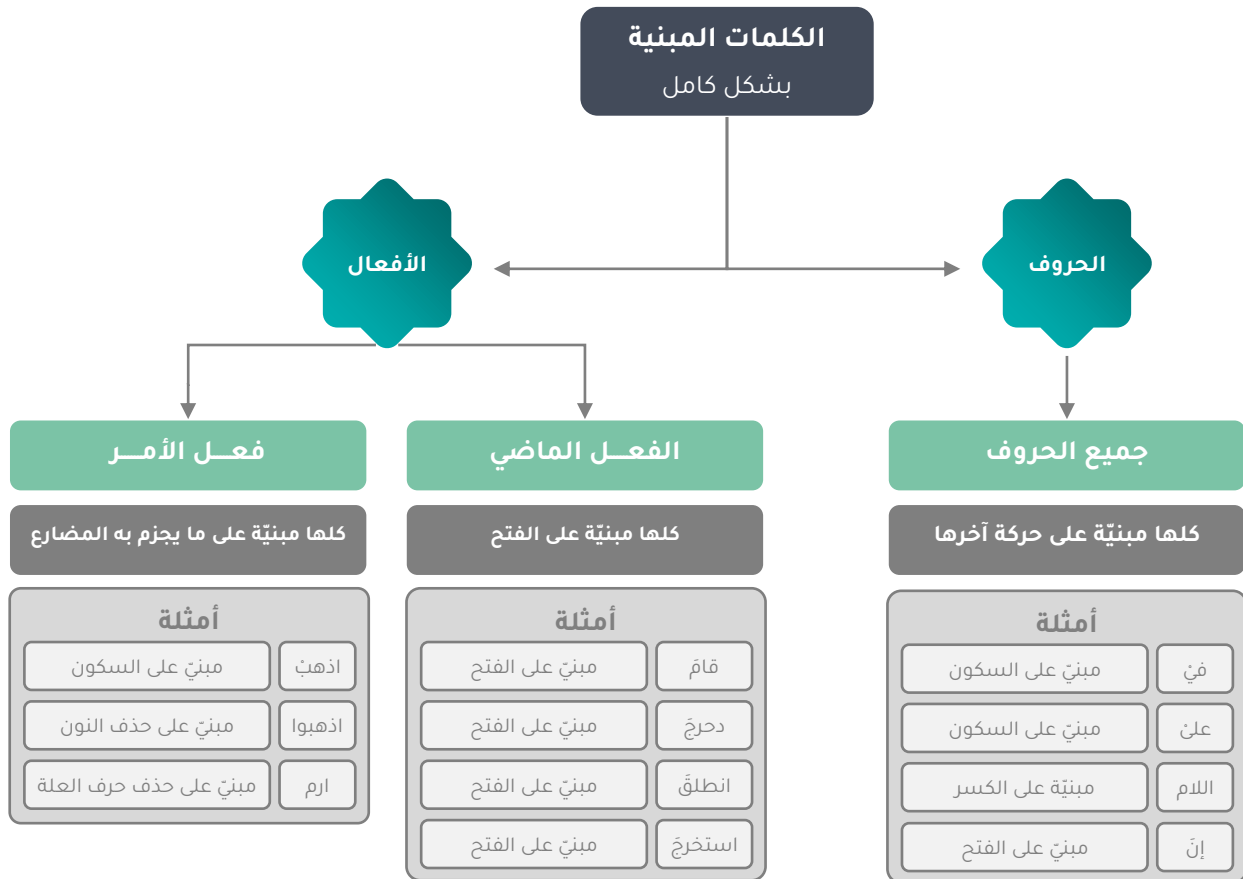 الكلمات المبنية
بشكل كامل
الحروف
الأفعال
جميع الحروف
الفعــل الماضي
فعــل الأمــر
كلها مبنيّة على حركة آخرها
كلها مبنيّة على الفتح
كلها مبنيّة على ما يجزم به المضارع
أمثلة
فيْ مبنيّ على السكون
علىْ مبنيّ على السكون
اللام مبنيّة على الكسر
إنَ مبنيّ على الفتح
أمثلة
قامَ مبنيّ على الفتح
دحرجَ مبنيّ على الفتح
انطلقَ مبنيّ على الفتح
استخرجَ مبنيّ على الفتح
أمثلة
اذهبْ مبنيّ على السكون
اذهبوا مبنيّ على حذف النون
ارم مبنيّ على حذف حرف العلة